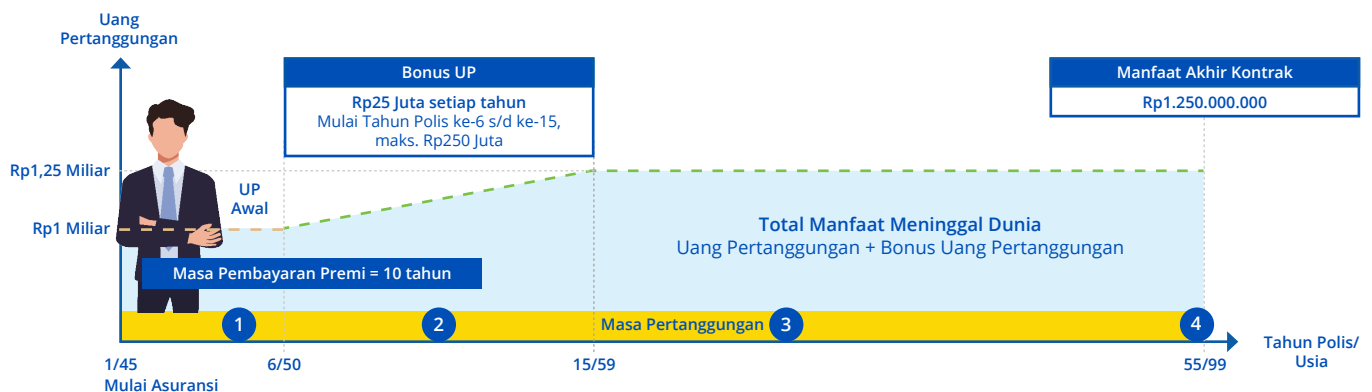 Uang
Pertanggungan
Bonus UP
Rp25 Juta setiap tahun
Mulai Tahun Polis ke-6 s/d ke-15,
maks. Rp250 Juta
Manfaat Akhir Kontrak
Rp1.250.000.000
Rp1,25 Miliar
UP
Awal
Rp1 Miliar
Total Manfaat Meninggal Dunia
Uang Pertanggungan + Bonus Uang Pertanggungan
Masa Pembayaran Premi = 10 tahun
1
2
Masa Pertanggungan
3
4
1/45
Mulai Asuransi
6/50
15/59
55/99
Tahun Polis/
Usia